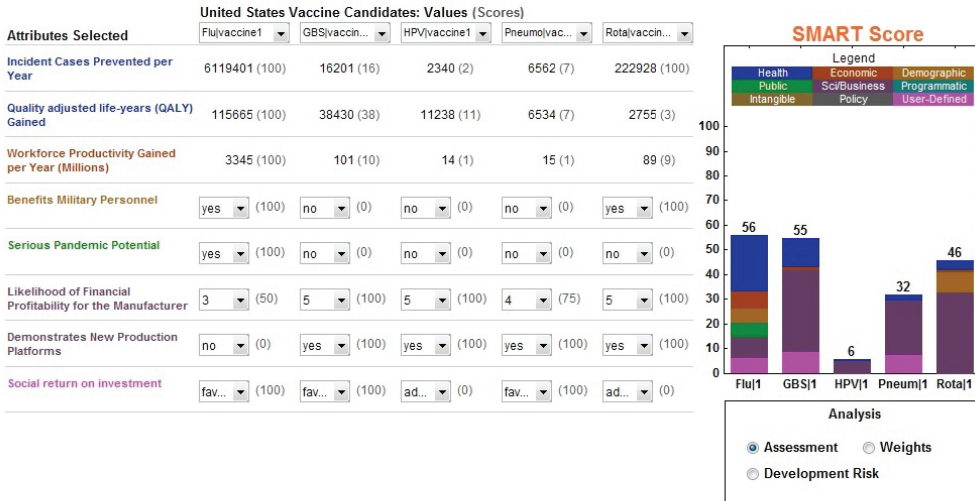 United States Vaccine Candidates: Values (Scores)
Attributes Selected
Flu|vaccine1 GBS|vaccin... HPV|vaccine1 Pneumo|vac... Rota|vaccin...
Incident Cases Prevented per
Year
6119401 (100) 16201 (16) 2340 (2) 6562 (7) 222928 (100)
Quality adjusted life-years (QALY)
Gained
115665 (100) 38430 (38) 11238 (11) 6534 (7) 2755 (3)
Workforce Productivity Gained
per Year (Millions)
3345 (100) 101 (10) 14 (1) 15 (1) 89 (9)
Benefits Military Personnel
yes (100) no (0) no (0) no (0) yes (100)
Serious Pandemic Potential
yes (100) no (0) no (0) no (0) no (0)
Likelihood of Financial
Profitability for the Manufacturer
3 (50) 5 (100) 5 (100) 4 (75) 5 (100)
Demonstrates New Production
Platforms
no (0) yes (100) yes (100) yes (100) yes (100)
Social return on investment
fav... (100) fav... (100) ad... (0) fav... (100) ad... (0)
SMART Score
Legend
Health Economic Demographic
Public Sci/Business Programmatic
Intangible Policy User-Defined
100
90
80
70
60
50
40
30
20
10
0
56 55 6 32 46
Flu|1 GBS|1 HPV|1 Pneum|1 Rota|1
Analysis
Assessment Weights
Development Risk